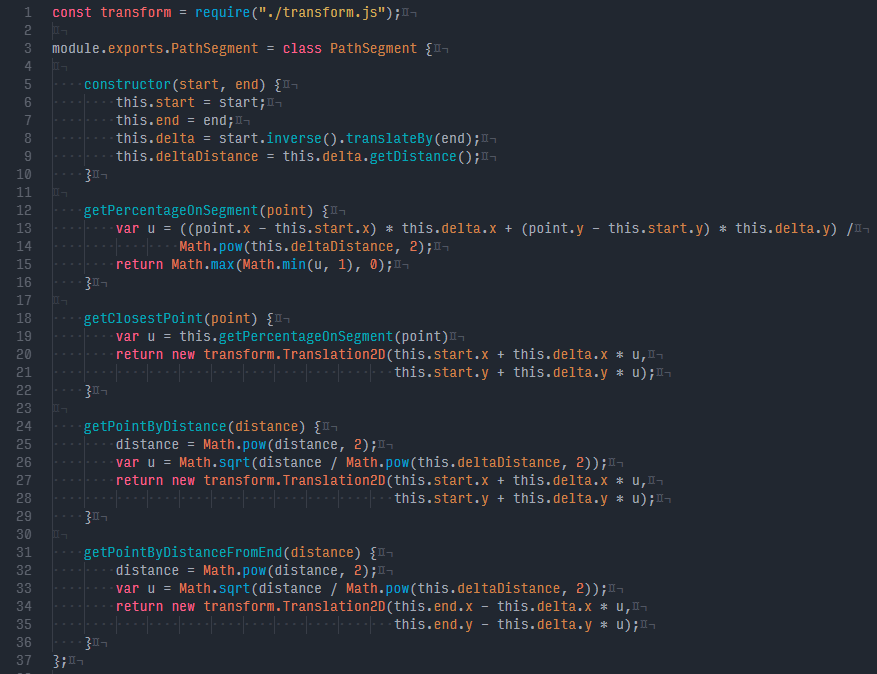 1 const transform = require("./transform.js");¤¬
2 ¤¬
3 module.exports.PathSegment = class PathSegment {¤¬
4 ¤¬
5 ····constructor(start, end) {¤¬
6 ········this.start = start;¤¬
7 ········this.end = end;¤¬
8 ········this.delta = start.inverse().translateBy(end);¤¬
9 ········this.deltaDistance = this.delta.getDistance();¤¬
10 ····}¤¬
11 ¤¬
12 ····getPercentageOnSegment(point) {¤¬
13 ········var u = ((point.x - this.start.x) * this.delta.x + (point.y - this.start.y) * this.delta.y) /¤¬
14 ················Math.pow(this.deltaDistance, 2);¤¬
15 ········return Math.max(Math.min(u, 1), 0);¤¬
16 ····}¤¬
17 ¤¬
18 ····getClosestPoint(point) {¤¬
19 ········var u = this.getPercentageOnSegment(point)¤¬
20 ········return new transform.Translation2D(this.start.x + this.delta.x * u,¤¬
21 ···········································this.start.y + this.delta.y * u);¤¬
22 ····}¤¬
23 ¤¬
24 ····getPointByDistance(distance) {¤¬
25 ········distance = Math.pow(distance, 2);¤¬
26 ········var u = Math.sqrt(distance / Math.pow(this.deltaDistance, 2));¤¬
27 ········return new transform.Translation2D(this.start.x + this.delta.x * u,¤¬
28 ···········································this.start.y + this.delta.y * u);¤¬
29 ····}¤¬
30 ¤¬
31 ····getPointByDistanceFromEnd(distance) {¤¬
32 ········distance = Math.pow(distance, 2);¤¬
33 ········var u = Math.sqrt(distance / Math.pow(this.deltaDistance, 2));¤¬
34 ········return new transform.Translation2D(this.end.x - this.delta.x * u,¤¬
35 ···········································this.end.y - this.delta.y * u);¤¬
36 ····}¤¬
37 };¤¬